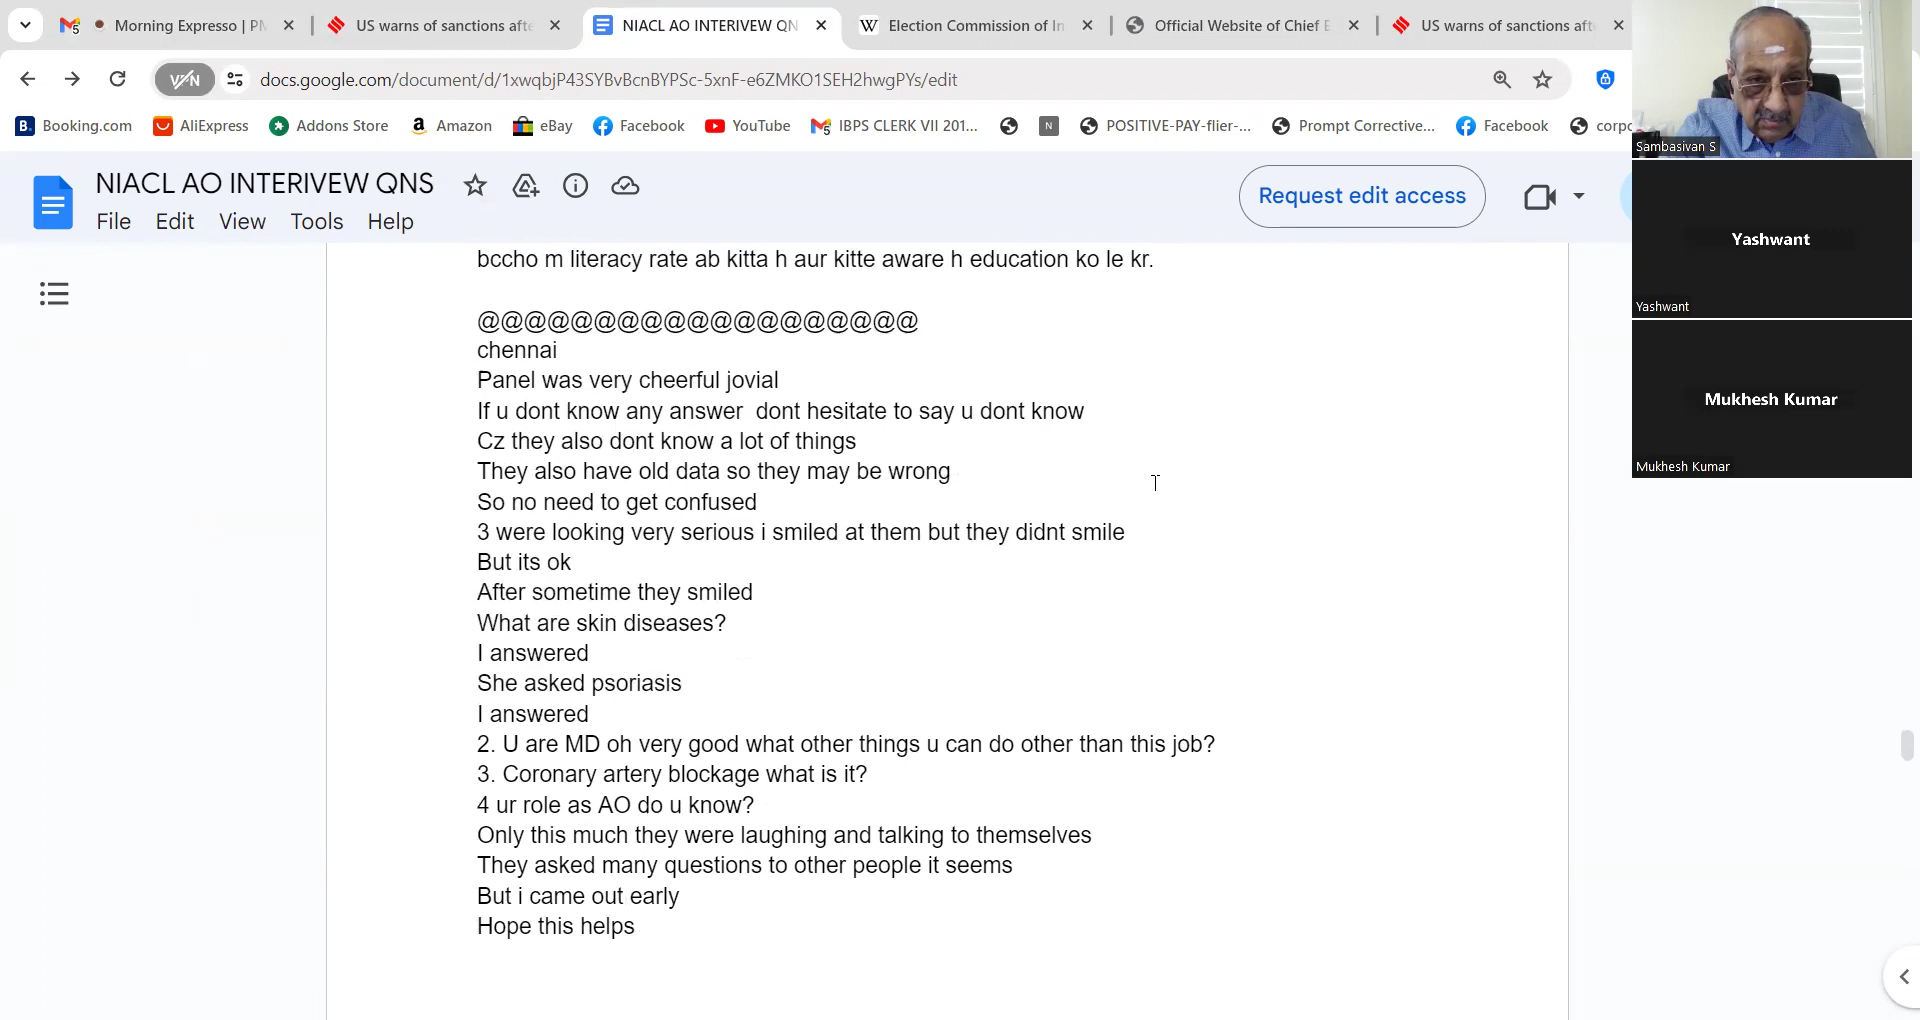 Morning Expresso | PM
US warns of sanctions afte
NIACL AO INTERIVEW QN
Election Commission of In
Official Website of Chief E
US warns of sanctions afte
VPN
docs.google.com/document/d/1xwqbjP43SYBvBcnBYPSc-5xnF-e6ZMKO1SEH2hwgPYs/edit
B. Booking.com
AliExpress
Addons Store
Amazon
eBay
Facebook
YouTube
IBPS CLERK VII 201...
N
POSITIVE-PAY-flier-...
Prompt Corrective...
Facebook
corpo
NIACL AO INTERIVEW QNS
File Edit View Tools Help
Request edit access
bccho m literacy rate ab kitta h aur kitte aware h education ko le kr.
@@@@@@@@@@@@@@@@@@@
chennai
Panel was very cheerful jovial
If u dont know any answer  dont hesitate to say u dont know
Cz they also dont know a lot of things
They also have old data so they may be wrong
So no need to get confused
3 were looking very serious i smiled at them but they didnt smile
But its ok
After sometime they smiled
What are skin diseases?
I answered
She asked psoriasis
I answered
2. U are MD oh very good what other things u can do other than this job?
3. Coronary artery blockage what is it?
4 ur role as AO do u know?
Only this much they were laughing and talking to themselves
They asked many questions to other people it seems
But i came out early
Hope this helps
Sambasivan S
Yashwant
Yashwant
Mukhesh Kumar
Mukhesh Kumar